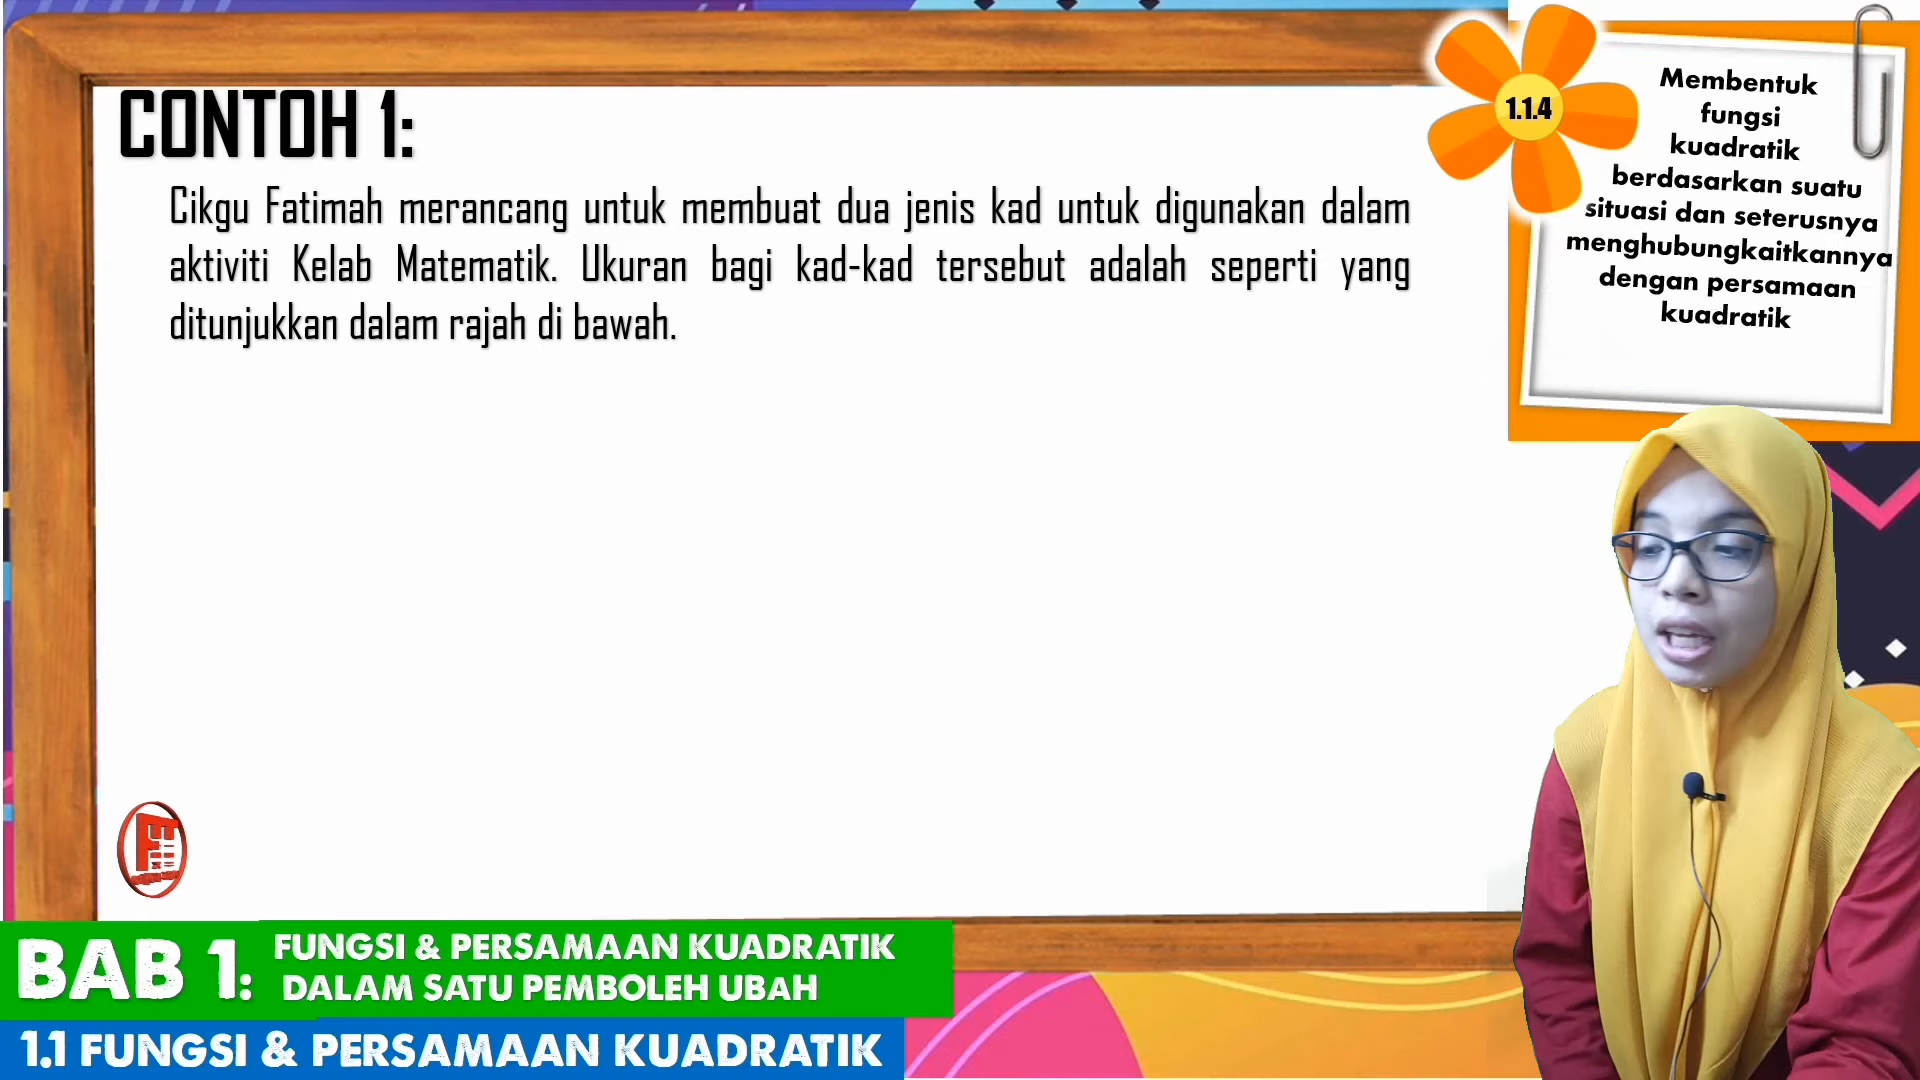 CONTOH 1:
Cikgu Fatimah merancang untuk membuat dua jenis kad untuk digunakan dalam
aktiviti Kelab Matematik. Ukuran bagi kad-kad tersebut adalah seperti yang
ditunjukkan dalam rajah di bawah.
1.1.4
Membentuk
fungsi
kuadratik
berdasarkan suatu
situasi dan seterusnya
menghubungkaitkannya
dengan persamaan
kuadratik
BAB 1:
FUNGSI & PERSAMAAN KUADRATIK
DALAM SATU PEMBOLEH UBAH
1.1 FUNGSI & PERSAMAAN KUADRATIK